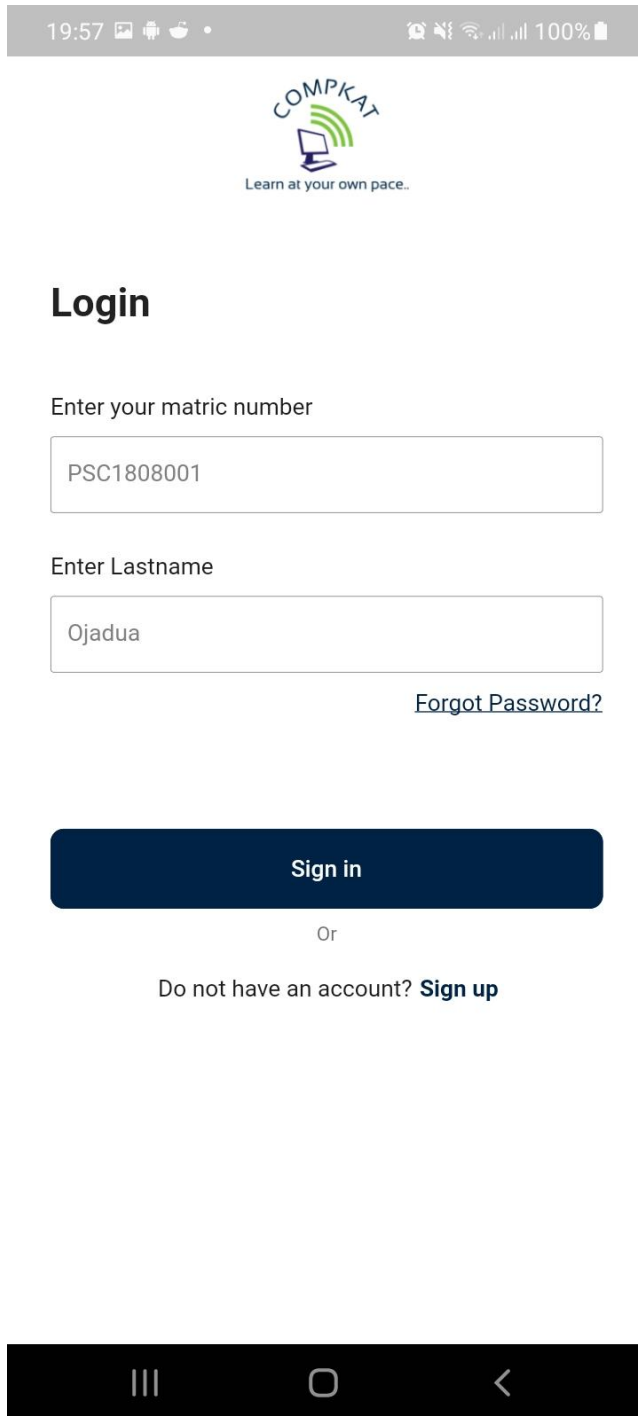 19:57 100%
COMPKAT
Learn at your own pace..
Login
Enter your matric number
PSC1808001
Enter Lastname
Ojadua
Forgot Password?
Sign in
Or
Do not have an account? Sign up